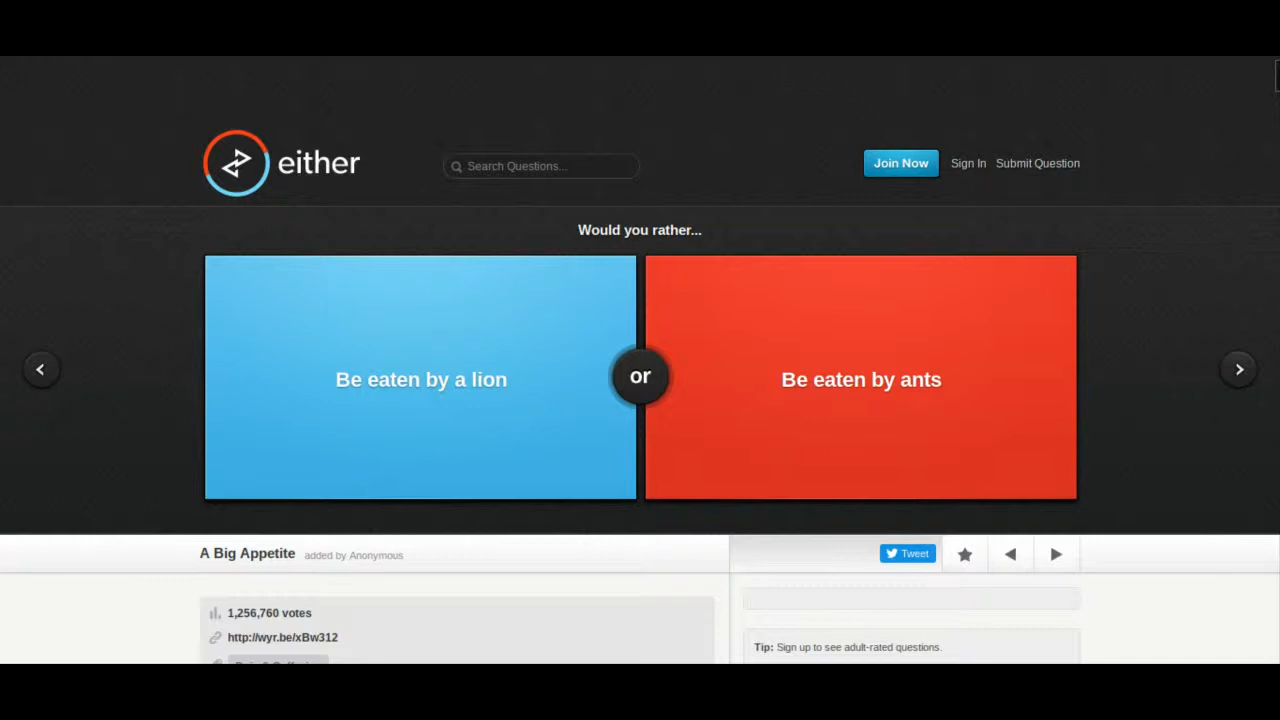 either
Search Questions...
Join Now
Sign In
Submit Question
Would you rather...
Be eaten by a lion
or
Be eaten by ants
A Big Appetite added by Anonymous
Tweet
1,256,760 votes
http://wyr.be/xBw312
Tip: Sign up to see adult-rated questions.